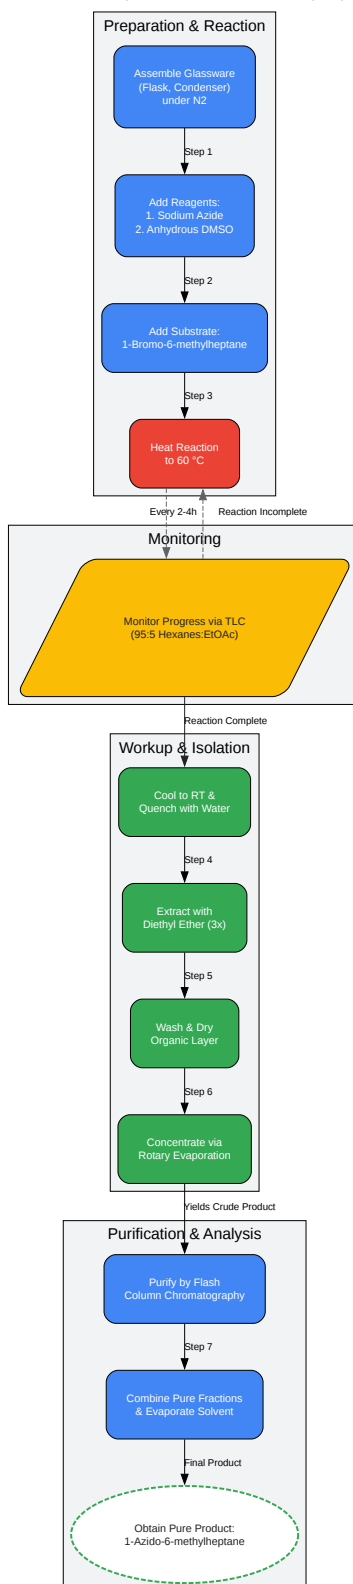 Preparation & Reaction
Assemble Glassware
(Flask, Condenser)
under N2
Step 1
Add Reagents:
1. Sodium Azide
2. Anhydrous DMSO
Step 2
Add Substrate:
1-Bromo-6-methylheptane
Step 3
Heat Reaction
to 60 °C
Every 2-4h
Reaction Incomplete
Monitoring
Monitor Progress via TLC
(95:5 Hexanes:EtOAc)
Reaction Complete
Workup & Isolation
Cool to RT &
Quench with Water
Step 4
Extract with
Diethyl Ether (3x)
Step 5
Wash & Dry
Organic Layer
Step 6
Concentrate via
Rotary Evaporation
Yields Crude Product
Purification & Analysis
Purify by Flash
Column Chromatography
Step 7
Combine Pure Fractions
& Evaporate Solvent
Final Product
Obtain Pure Product:
1-Azido-6-methylheptane